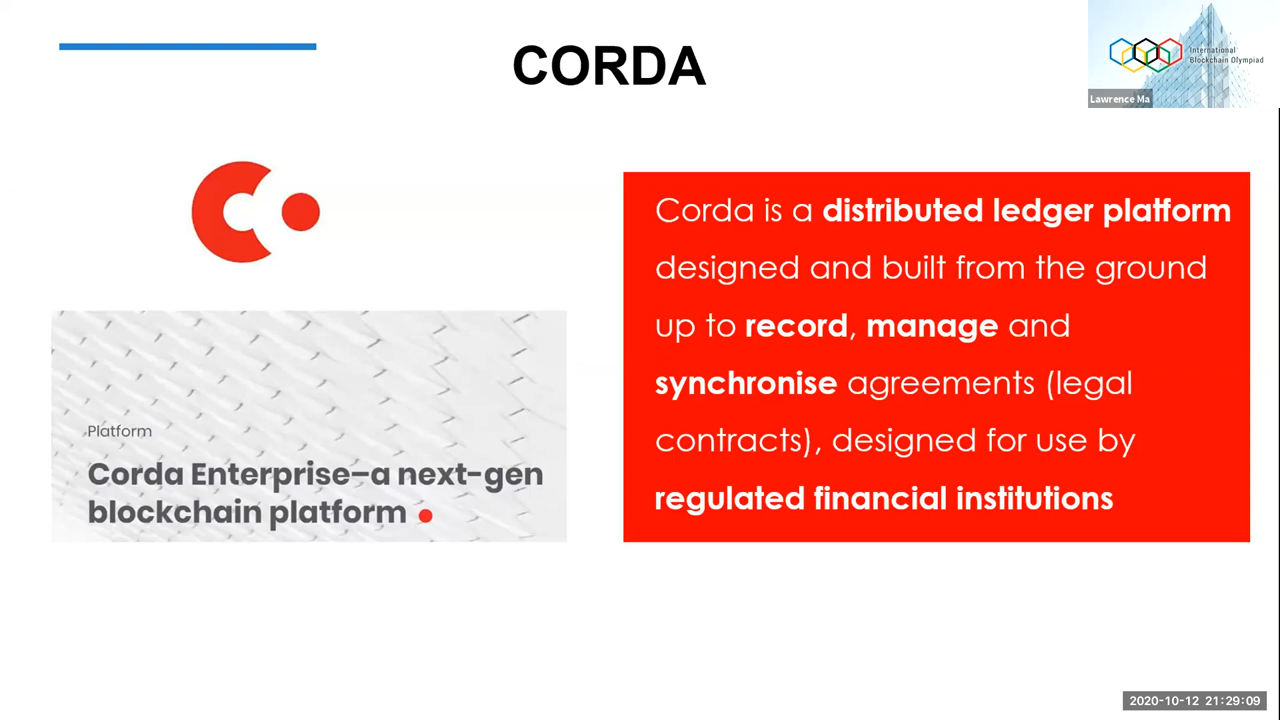 CORDA
International
Blockchain Olympiad
Lawrence Ma
Corda is a distributed ledger platform
designed and built from the ground
up to record, manage and
synchronise agreements (legal
contracts), designed for use by
regulated financial institutions
Platform
Corda Enterprise–a next-gen
blockchain platform
2020-10-12 21:29:09